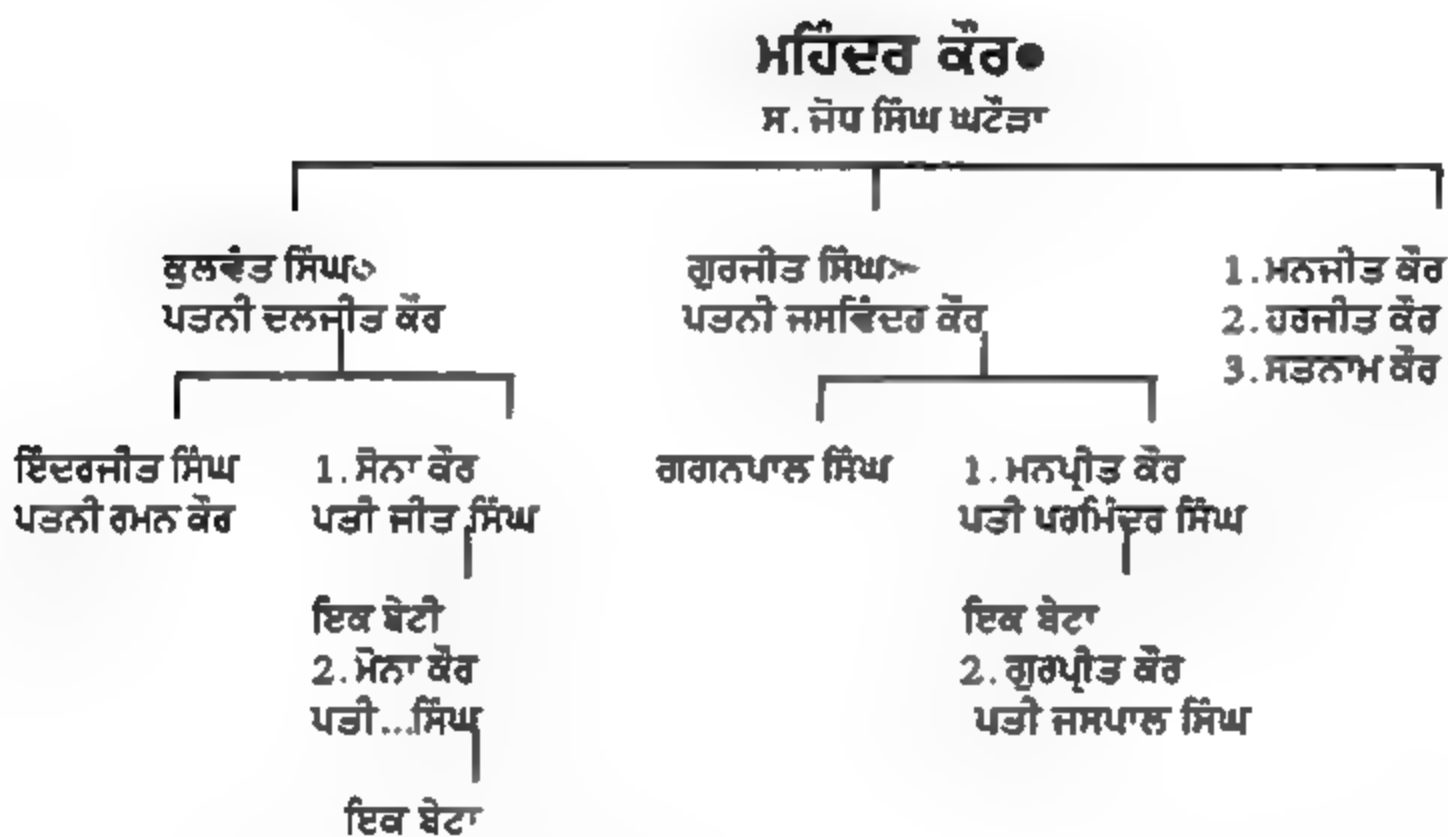 ਮਹਿੰਦਰ ਕੌਰ●
ਸ. ਜੋਧ ਸਿੰਘ ਘਟੌੜਾ
ਕੁਲਵੰਤ ਸਿੰਘ
ਪਤਨੀ ਦਲਜੀਤ ਕੌਰ
ਗੁਰਜੀਤ ਸਿੰਘ
ਪਤਨੀ ਜਸਵਿੰਦਰ ਕੌਰ
1. ਮਨਜੀਤ ਕੌਰ
2. ਹਰਜੀਤ ਕੌਰ
3. ਸਤਨਾਮ ਕੌਰ
ਇੰਦਰਜੀਤ ਸਿੰਘ
ਪਤਨੀ ਰਮਨ ਕੌਰ
1. ਸੋਨਾ ਕੌਰ
ਪਤੀ ਜੀਤ ਸਿੰਘ
ਇਕ ਬੇਟੀ
2. ਮੋਨਾ ਕੌਰ
ਪਤੀ...ਸਿੰਘ
ਇਕ ਬੇਟਾ
ਗਗਨਪਾਲ ਸਿੰਘ
1. ਮਨਪ੍ਰੀਤ ਕੌਰ
ਪਤੀ ਪਰਮਿੰਦਰ ਸਿੰਘ
ਇਕ ਬੇਟਾ
2. ਗੁਰਪ੍ਰੀਤ ਕੌਰ
ਪਤੀ ਜਸਪਾਲ ਸਿੰਘ